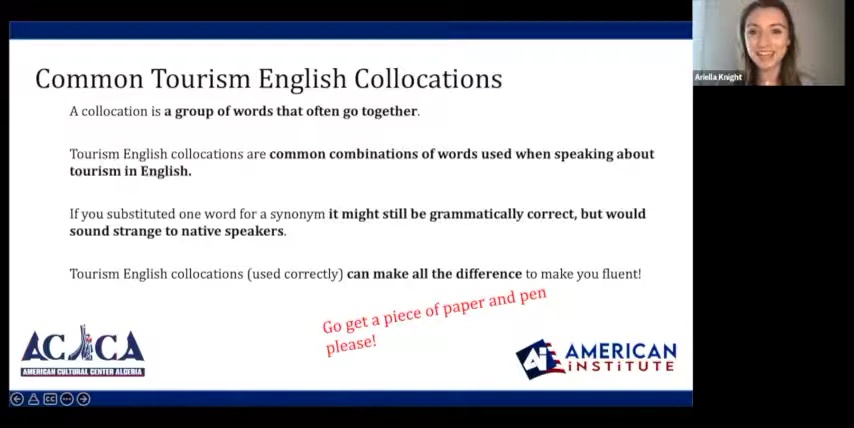 Common Tourism English Collocations
A collocation is a group of words that often go together.
Tourism English collocations are common combinations of words used when speaking about
tourism in English.
If you substituted one word for a synonym it might still be grammatically correct, but would
sound strange to native speakers.
Tourism English collocations (used correctly) can make all the difference to make you fluent!
Go get a piece of paper and pen
please!
ACCA
AMERICAN CULTURAL CENTER ALGERIA
Ai AMERICAN
INSTITUTE
CC
Ariella Knight